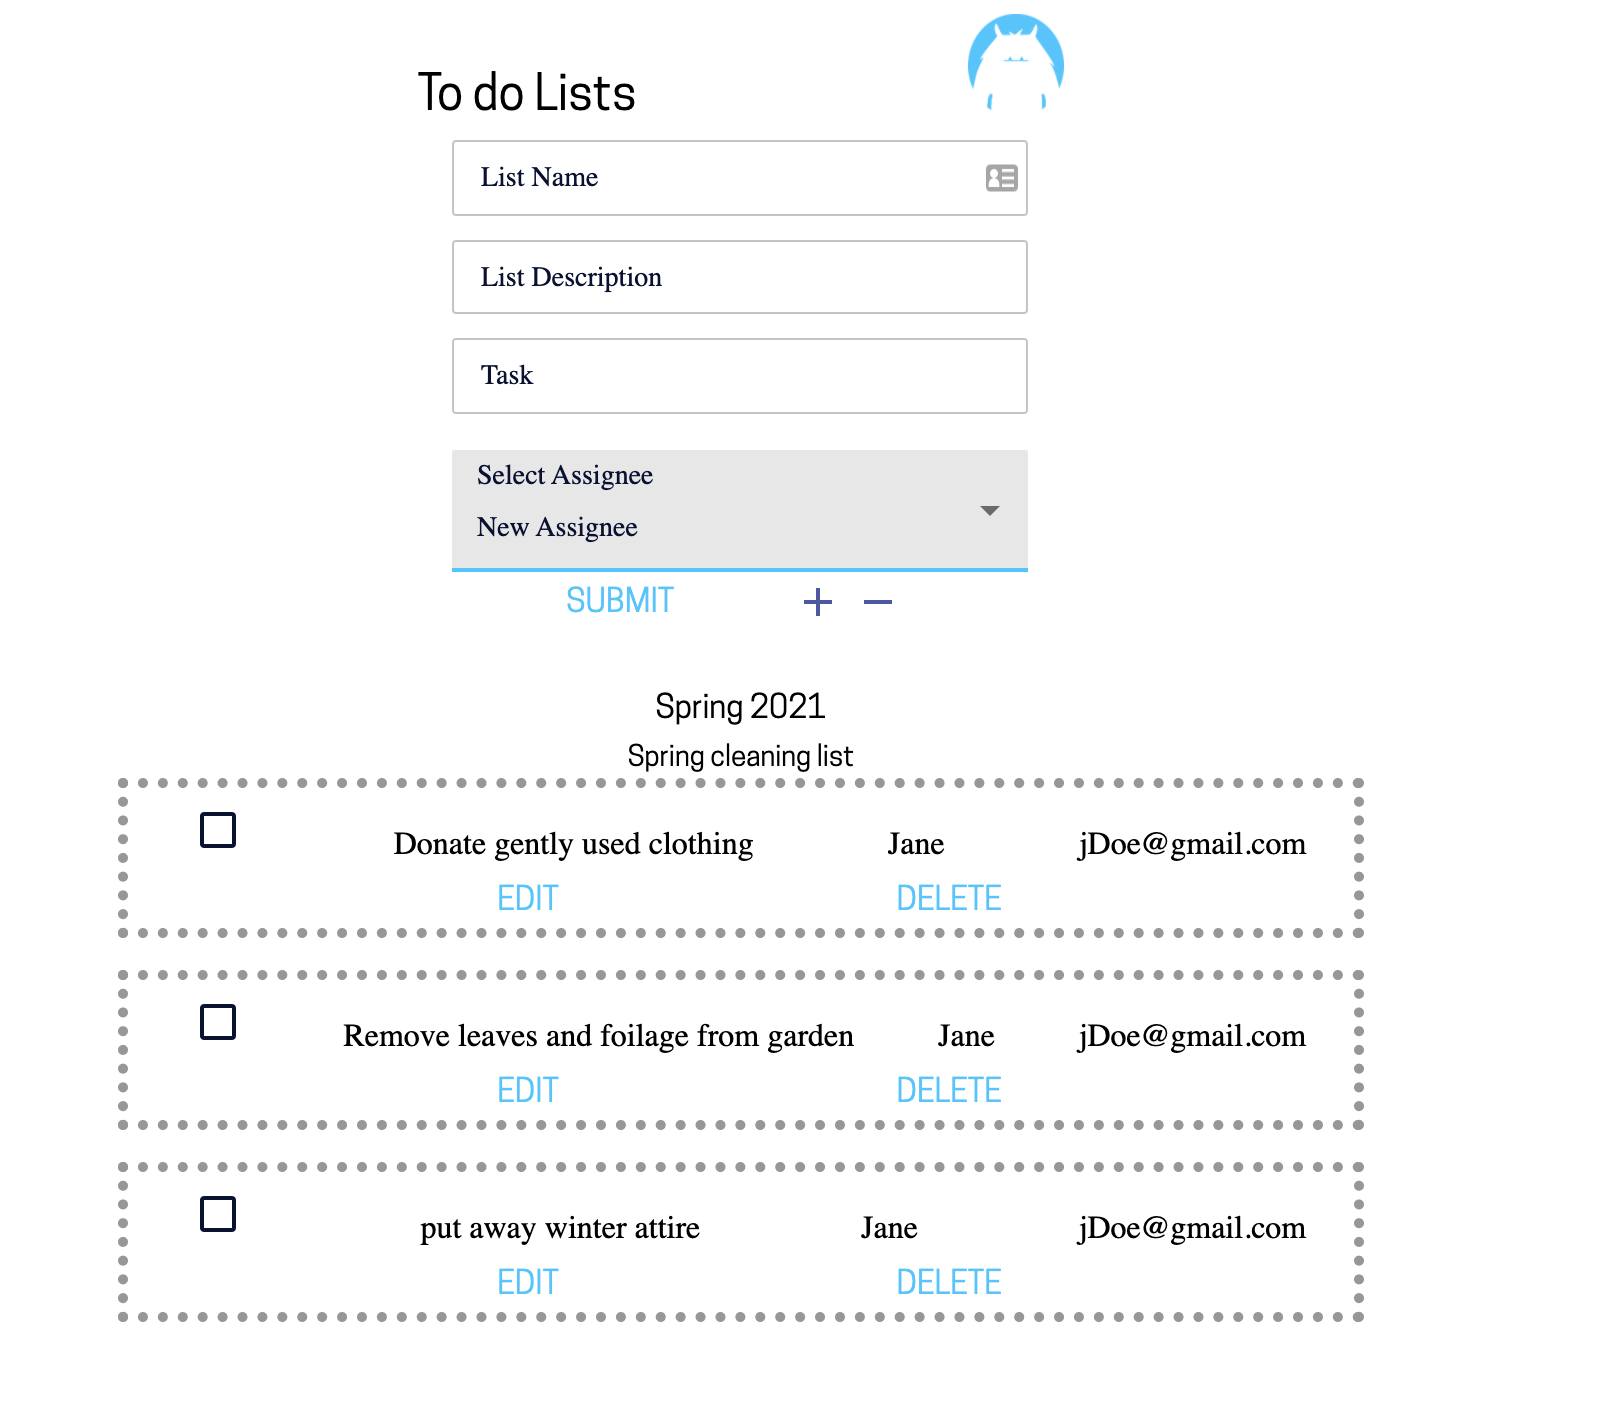 To do Lists
List Name
List Description
Task
Select Assignee
New Assignee
SUBMIT + −
Spring 2021
Spring cleaning list
Donate gently used clothing Jane jDoe@gmail.com
EDIT DELETE
Remove leaves and foilage from garden Jane jDoe@gmail.com
EDIT DELETE
put away winter attire Jane jDoe@gmail.com
EDIT DELETE